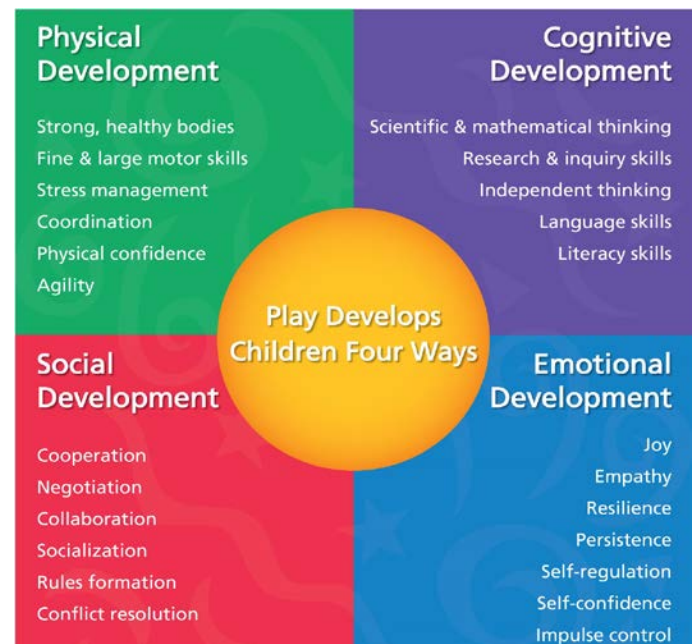 Physical
Development
Strong, healthy bodies
Fine & large motor skills
Stress management
Coordination
Physical confidence
Agility
Cognitive
Development
Scientific & mathematical thinking
Research & inquiry skills
Independent thinking
Language skills
Literacy skills
Play Develops
Children Four Ways
Social
Development
Cooperation
Negotiation
Collaboration
Socialization
Rules formation
Conflict resolution
Emotional
Development
Joy
Empathy
Resilience
Persistence
Self-regulation
Self-confidence
Impulse control